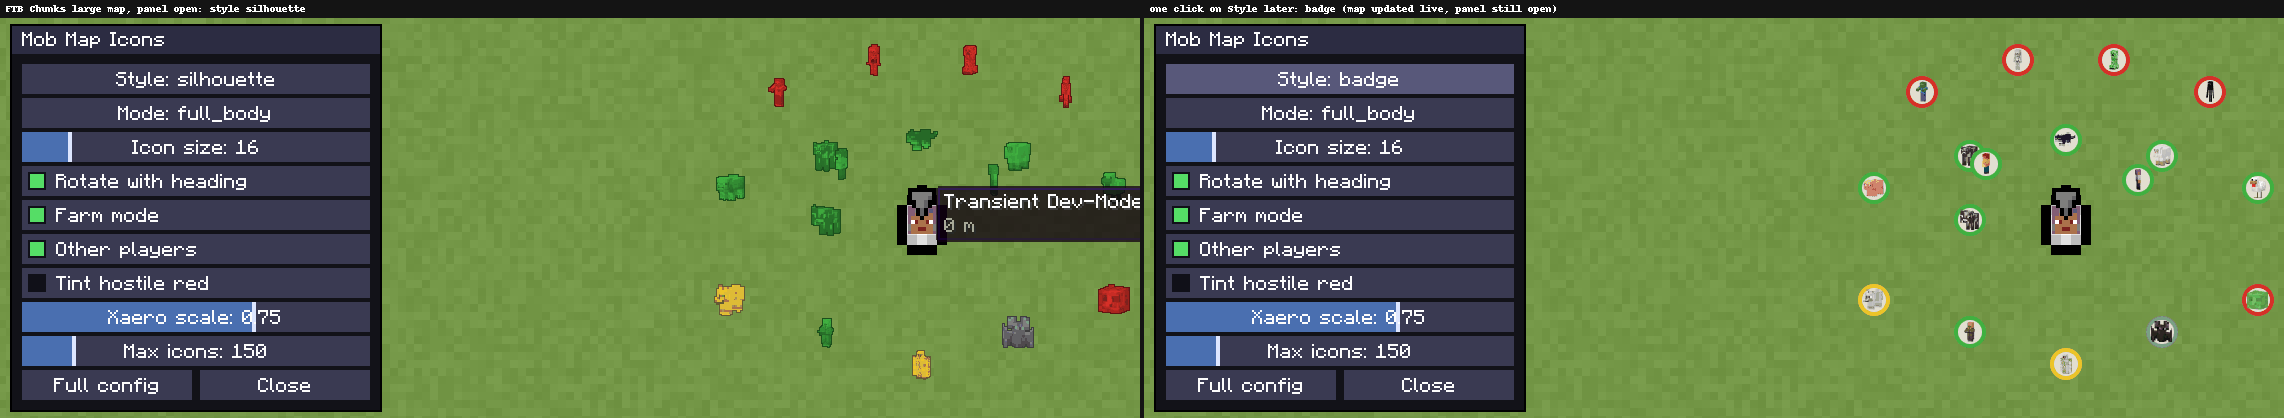 FTB Chunks large map, panel open: style silhouette
Mob Map Icons
Style: silhouette
Mode: full_body
Icon size: 16
Rotate with heading
Farm mode
Other players
Tint hostile red
Xaero scale: 0.75
Max icons: 150
Full config
Close
Transient Dev-Mode
0 m
one click on Style later: badge (map updated live, panel still open)
Mob Map Icons
Style: badge
Mode: full_body
Icon size: 16
Rotate with heading
Farm mode
Other players
Tint hostile red
Xaero scale: 0.75
Max icons: 150
Full config
Close